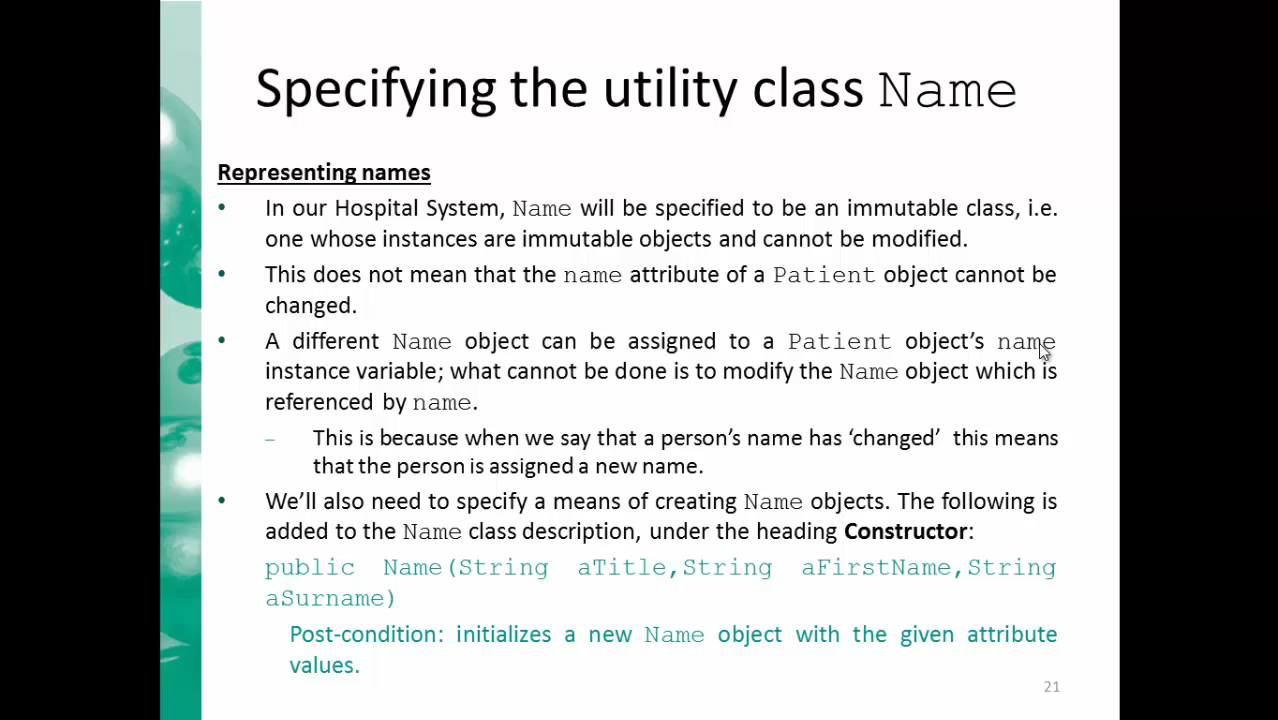 Specifying the utility class Name
Representing names
• In our Hospital System, Name will be specified to be an immutable class, i.e.
one whose instances are immutable objects and cannot be modified.
• This does not mean that the name attribute of a Patient object cannot be
changed.
• A different Name object can be assigned to a Patient object’s name
instance variable; what cannot be done is to modify the Name object which is
referenced by name.
– This is because when we say that a person’s name has ‘changed’ this means
that the person is assigned a new name.
• We’ll also need to specify a means of creating Name objects. The following is
added to the Name class description, under the heading Constructor:
public Name(String aTitle,String aFirstName,String
aSurname)
Post-condition: initializes a new Name object with the given attribute
values.
21